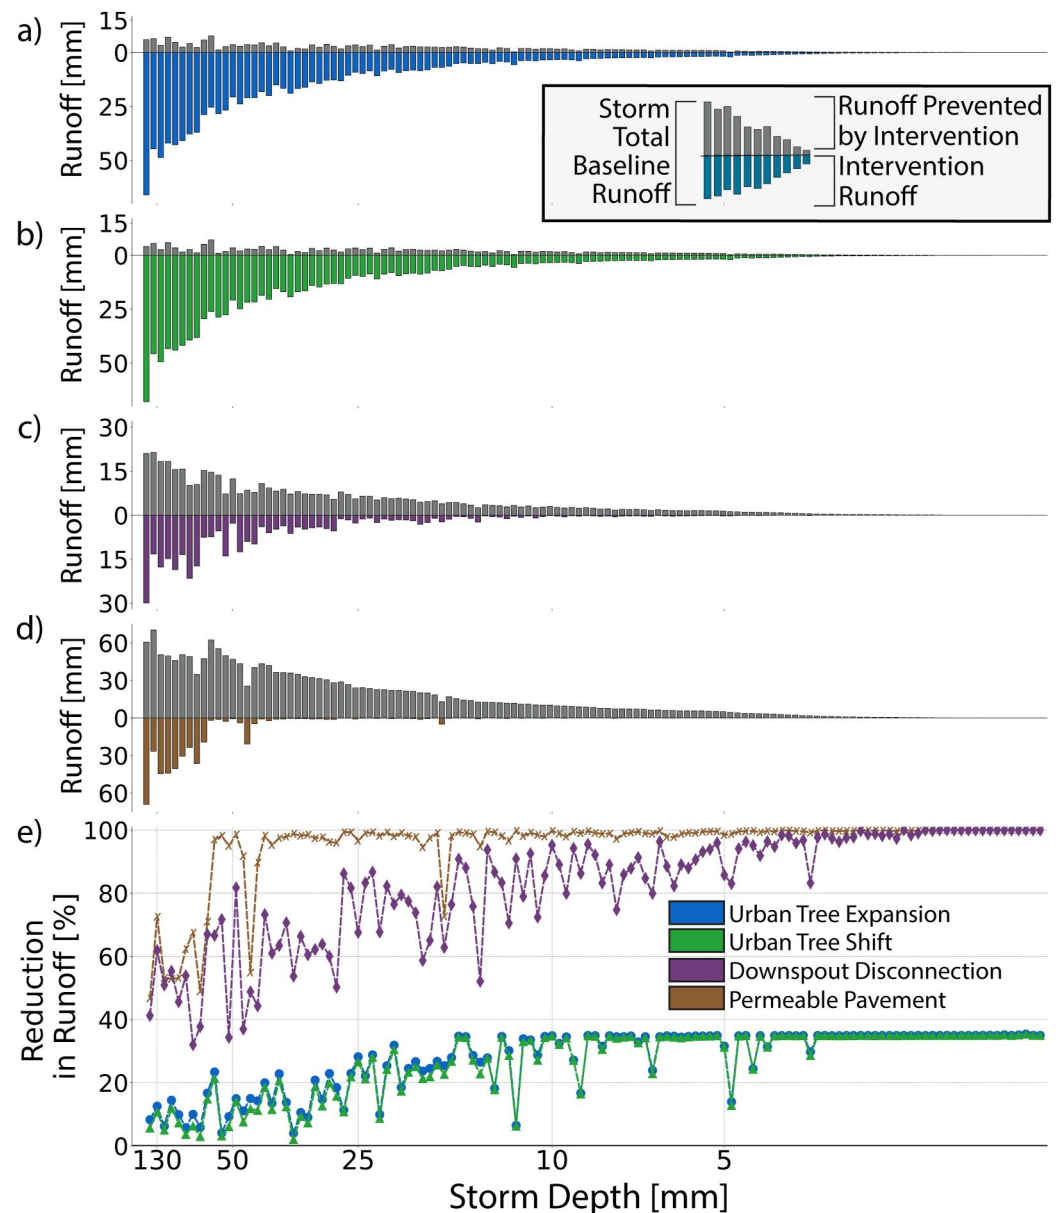 a)
Runoff [mm]
15
0
25
50
Storm
Total
Baseline
Runoff
Runoff Prevented
by Intervention
Intervention
Runoff
b)
Runoff [mm]
15
0
25
50
c)
Runoff [mm]
30
15
0
15
30
d)
Runoff [mm]
60
30
0
30
60
e)
Reduction
in Runoff [%]
100
80
60
40
20
0
Urban Tree Expansion
Urban Tree Shift
Downspout Disconnection
Permeable Pavement
130 50 25 10 5
Storm Depth [mm]